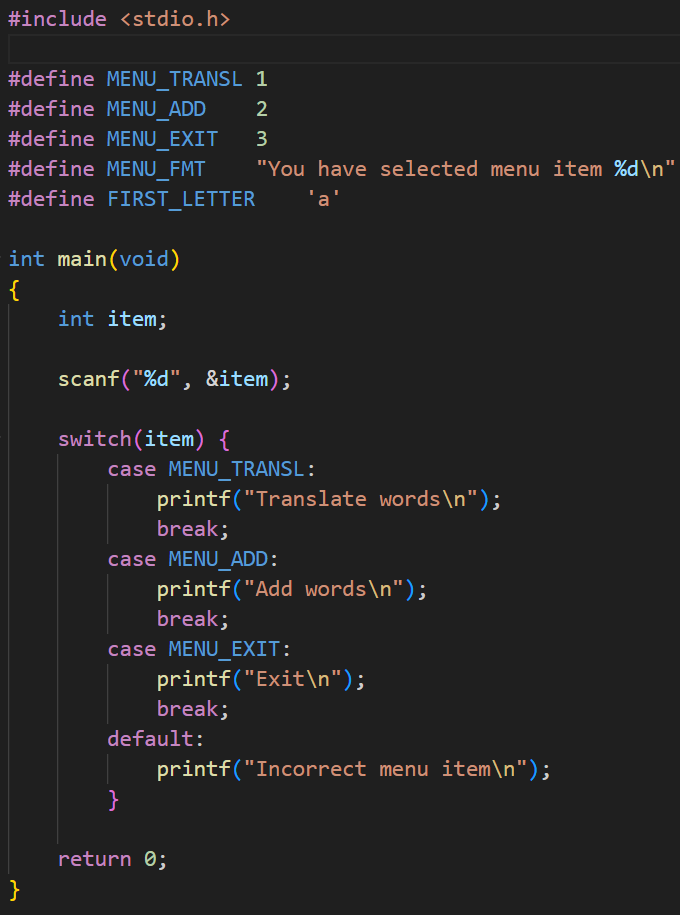 #include <stdio.h>

#define MENU_TRANSL 1
#define MENU_ADD    2
#define MENU_EXIT   3
#define MENU_FMT    "You have selected menu item %d\n"
#define FIRST_LETTER    'a'

int main(void)
{
    int item;

    scanf("%d", &item);

    switch(item) {
        case MENU_TRANSL:
            printf("Translate words\n");
            break;
        case MENU_ADD:
            printf("Add words\n");
            break;
        case MENU_EXIT:
            printf("Exit\n");
            break;
        default:
            printf("Incorrect menu item\n");
        }

    return 0;
}